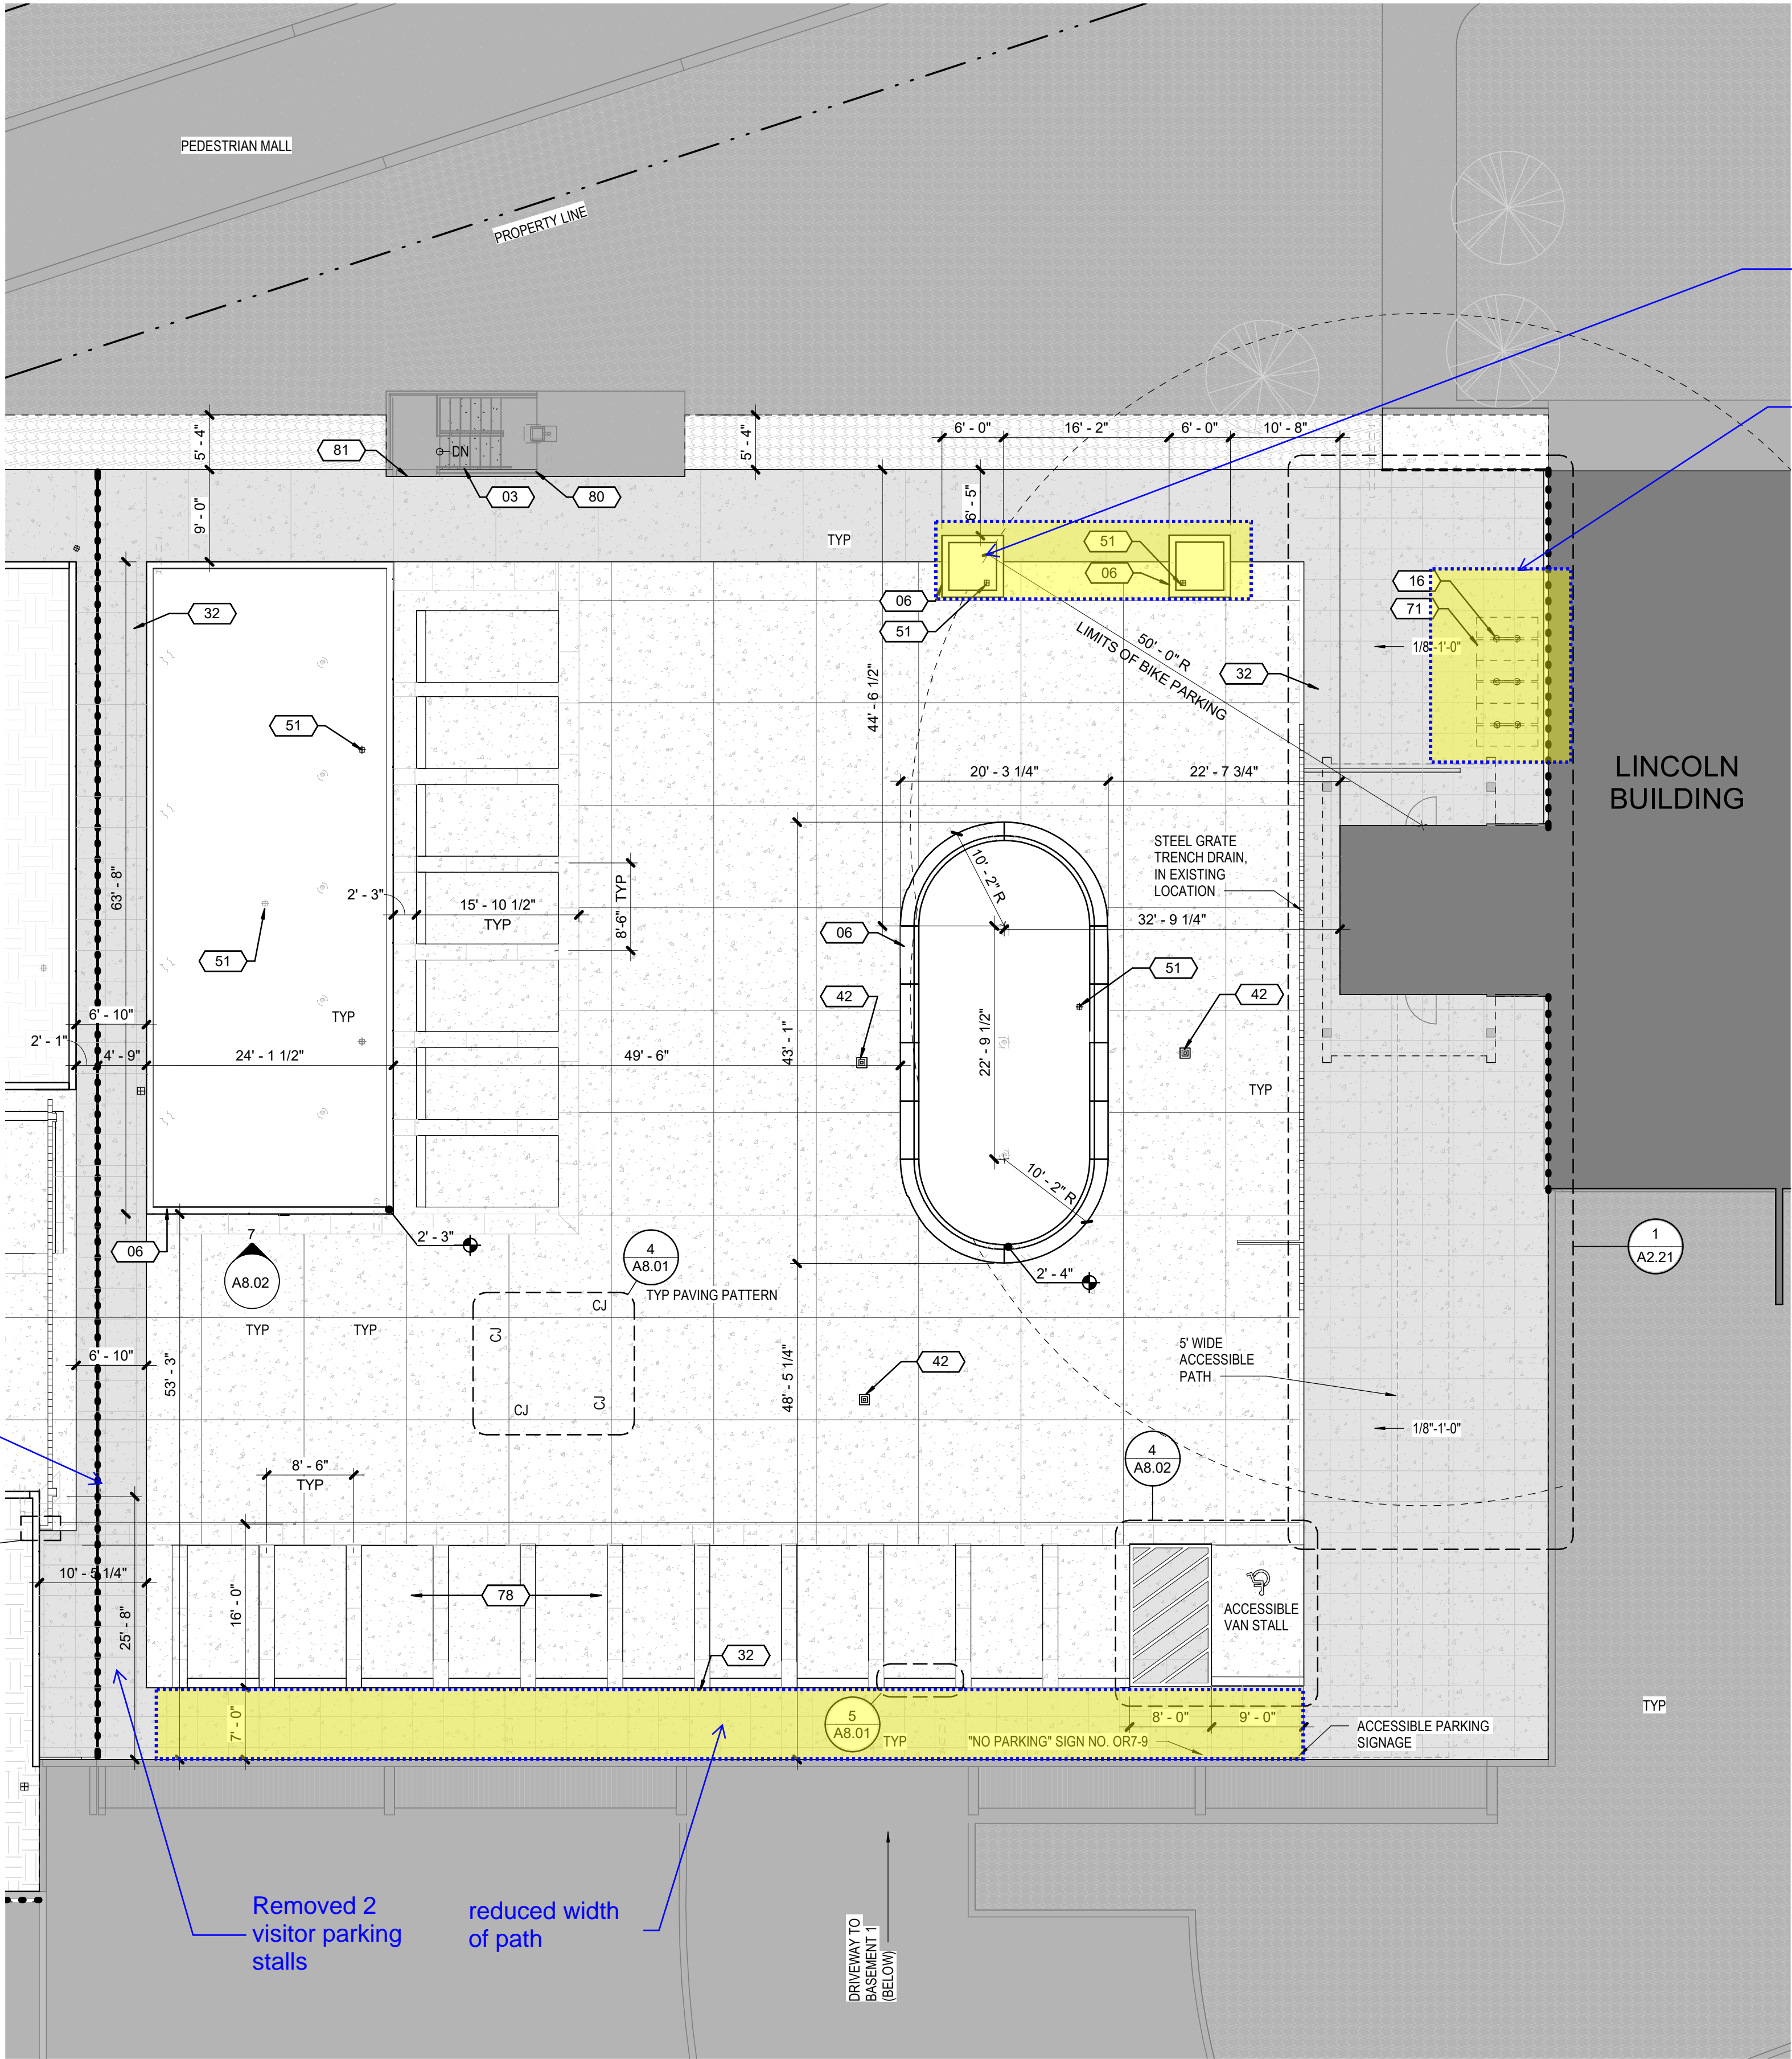 PEDESTRIAN MALL
PROPERTY LINE
5' - 4"
81
DN
03
80
5' - 4"
6' - 0"
16' - 2"
6' - 0"
10' - 8"
9' - 0"
6' - 5"
TYP
51
06
06
51
16
71
1/8"-1'-0"
32
50' - 0" R
LIMITS OF BIKE PARKING
32
44' - 6 1/2"
51
20' - 3 1/4"
22' - 7 3/4"
LINCOLN
BUILDING
63' - 8"
2' - 3"
15' - 10 1/2"
TYP
8'-6" TYP
10' - 2" R
STEEL GRATE
TRENCH DRAIN,
IN EXISTING
LOCATION
32' - 9 1/4"
06
51
51
42
42
TYP
6' - 10"
2' - 1"
4' - 9"
24' - 1 1/2"
49' - 6"
43' - 1"
22' - 9 1/2"
TYP
10' - 2" R
06
7
A8.02
2' - 3"
4
A8.01
TYP PAVING PATTERN
2' - 4"
1
A2.21
CJ
CJ
CJ
CJ
TYP
TYP
6' - 10"
53' - 3"
48' - 5 1/4"
42
5' WIDE
ACCESSIBLE
PATH
1/8"-1'-0"
8' - 6"
TYP
4
A8.02
10' - 5 1/4"
25' - 8"
16' - 0"
78
ACCESSIBLE
VAN STALL
32
7' - 0"
5
A8.01
TYP
8' - 0"
9' - 0"
"NO PARKING" SIGN NO. OR7-9
ACCESSIBLE PARKING
SIGNAGE
TYP
Removed 2
visitor parking
stalls
reduced width
of path
DRIVEWAY TO
BASEMENT 1
(BELOW)